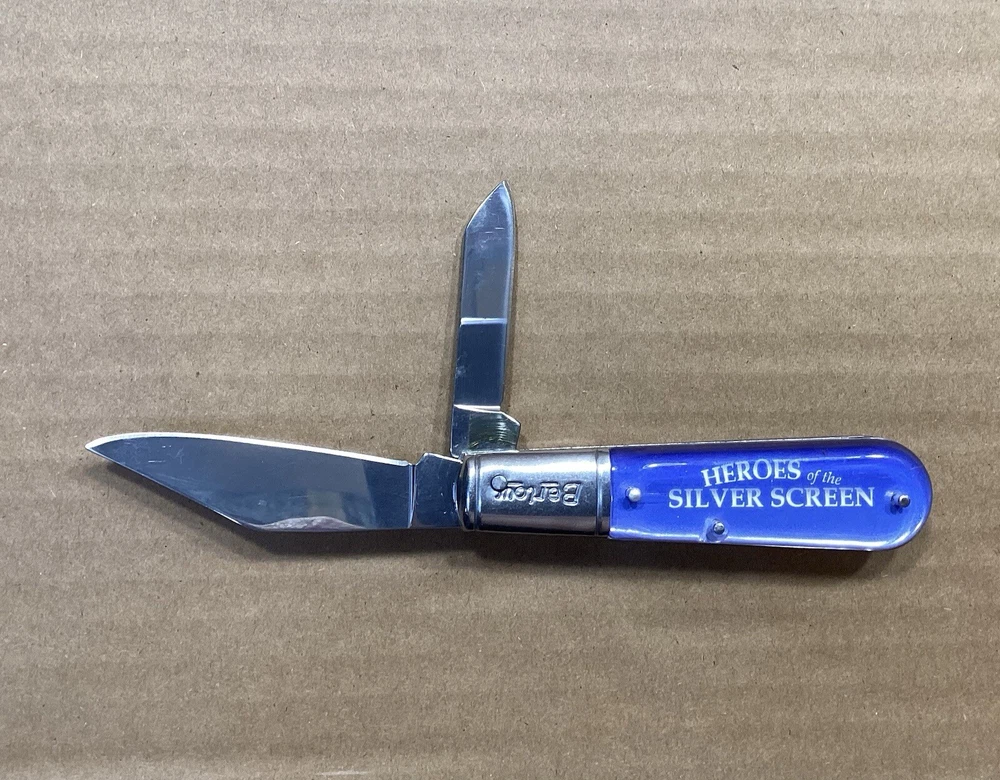 Barlow
HEROES of the
SILVER SCREEN